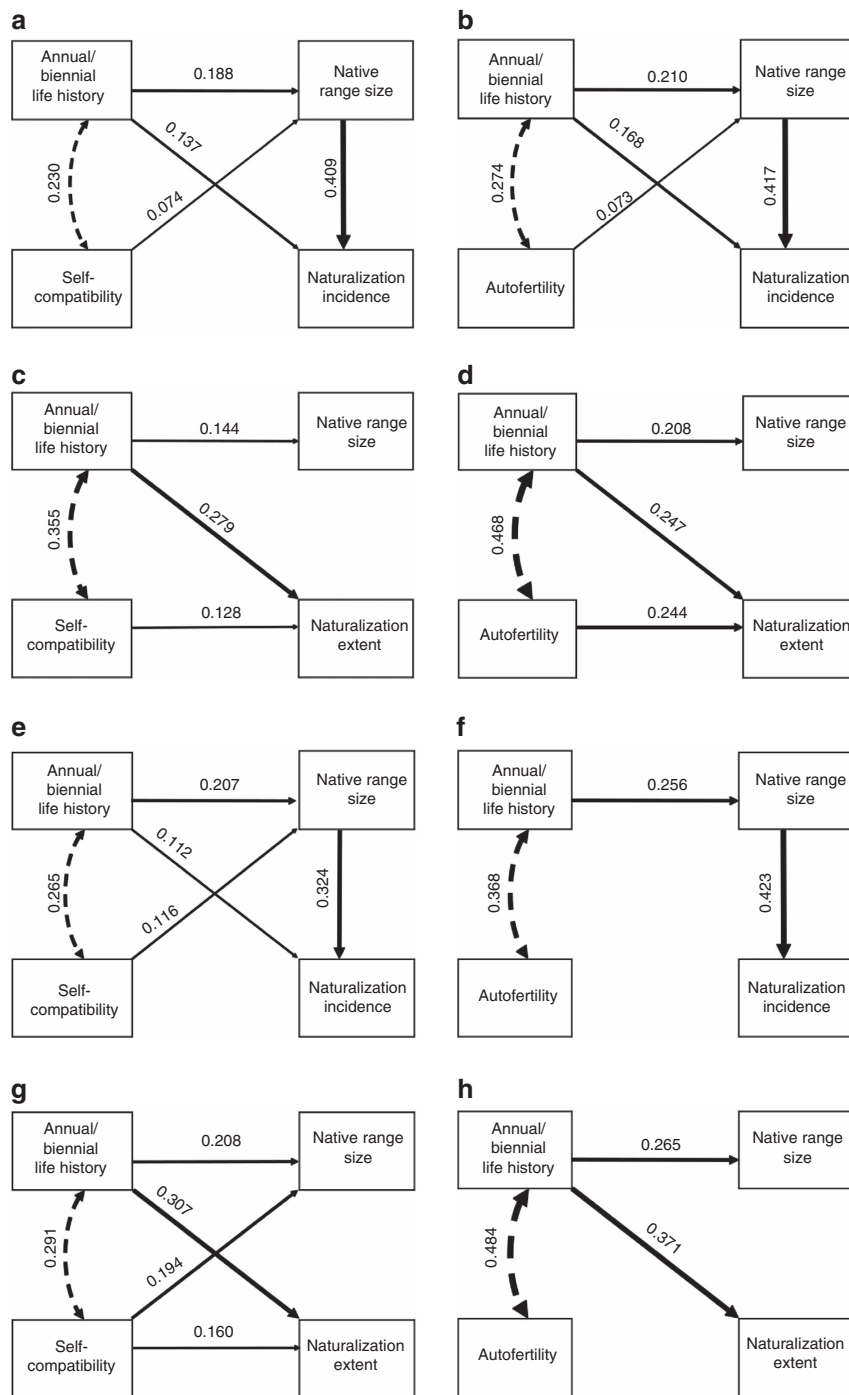 a
Annual/
biennial
life history
0.188
Native
range size
0.137
0.230
0.074
0.409
Self-
compatibility
Naturalization
incidence
b
Annual/
biennial
life history
0.210
Native range
size
0.168
0.274
0.073
0.417
Autofertility
Naturalization
incidence
c
Annual/
biennial
life history
0.144
Native range
size
0.279
0.355
Self-
compatibility
0.128
Naturalization
extent
d
Annual/
biennial
life history
0.208
Native range
size
0.247
0.468
Autofertility
0.244
Naturalization
extent
e
Annual/
biennial
life history
0.207
Native range
size
0.112
0.265
0.116
0.324
Self-
compatibility
Naturalization
incidence
f
Annual/
biennial
life history
0.256
Native range
size
0.368
0.423
Autofertility
Naturalization
incidence
g
Annual/
biennial
life history
0.208
Native range
size
0.307
0.291
0.194
Self-
compatibility
0.160
Naturalization
extent
h
Annual/
biennial
life history
0.265
Native range
size
0.371
0.484
Autofertility
Naturalization
extent